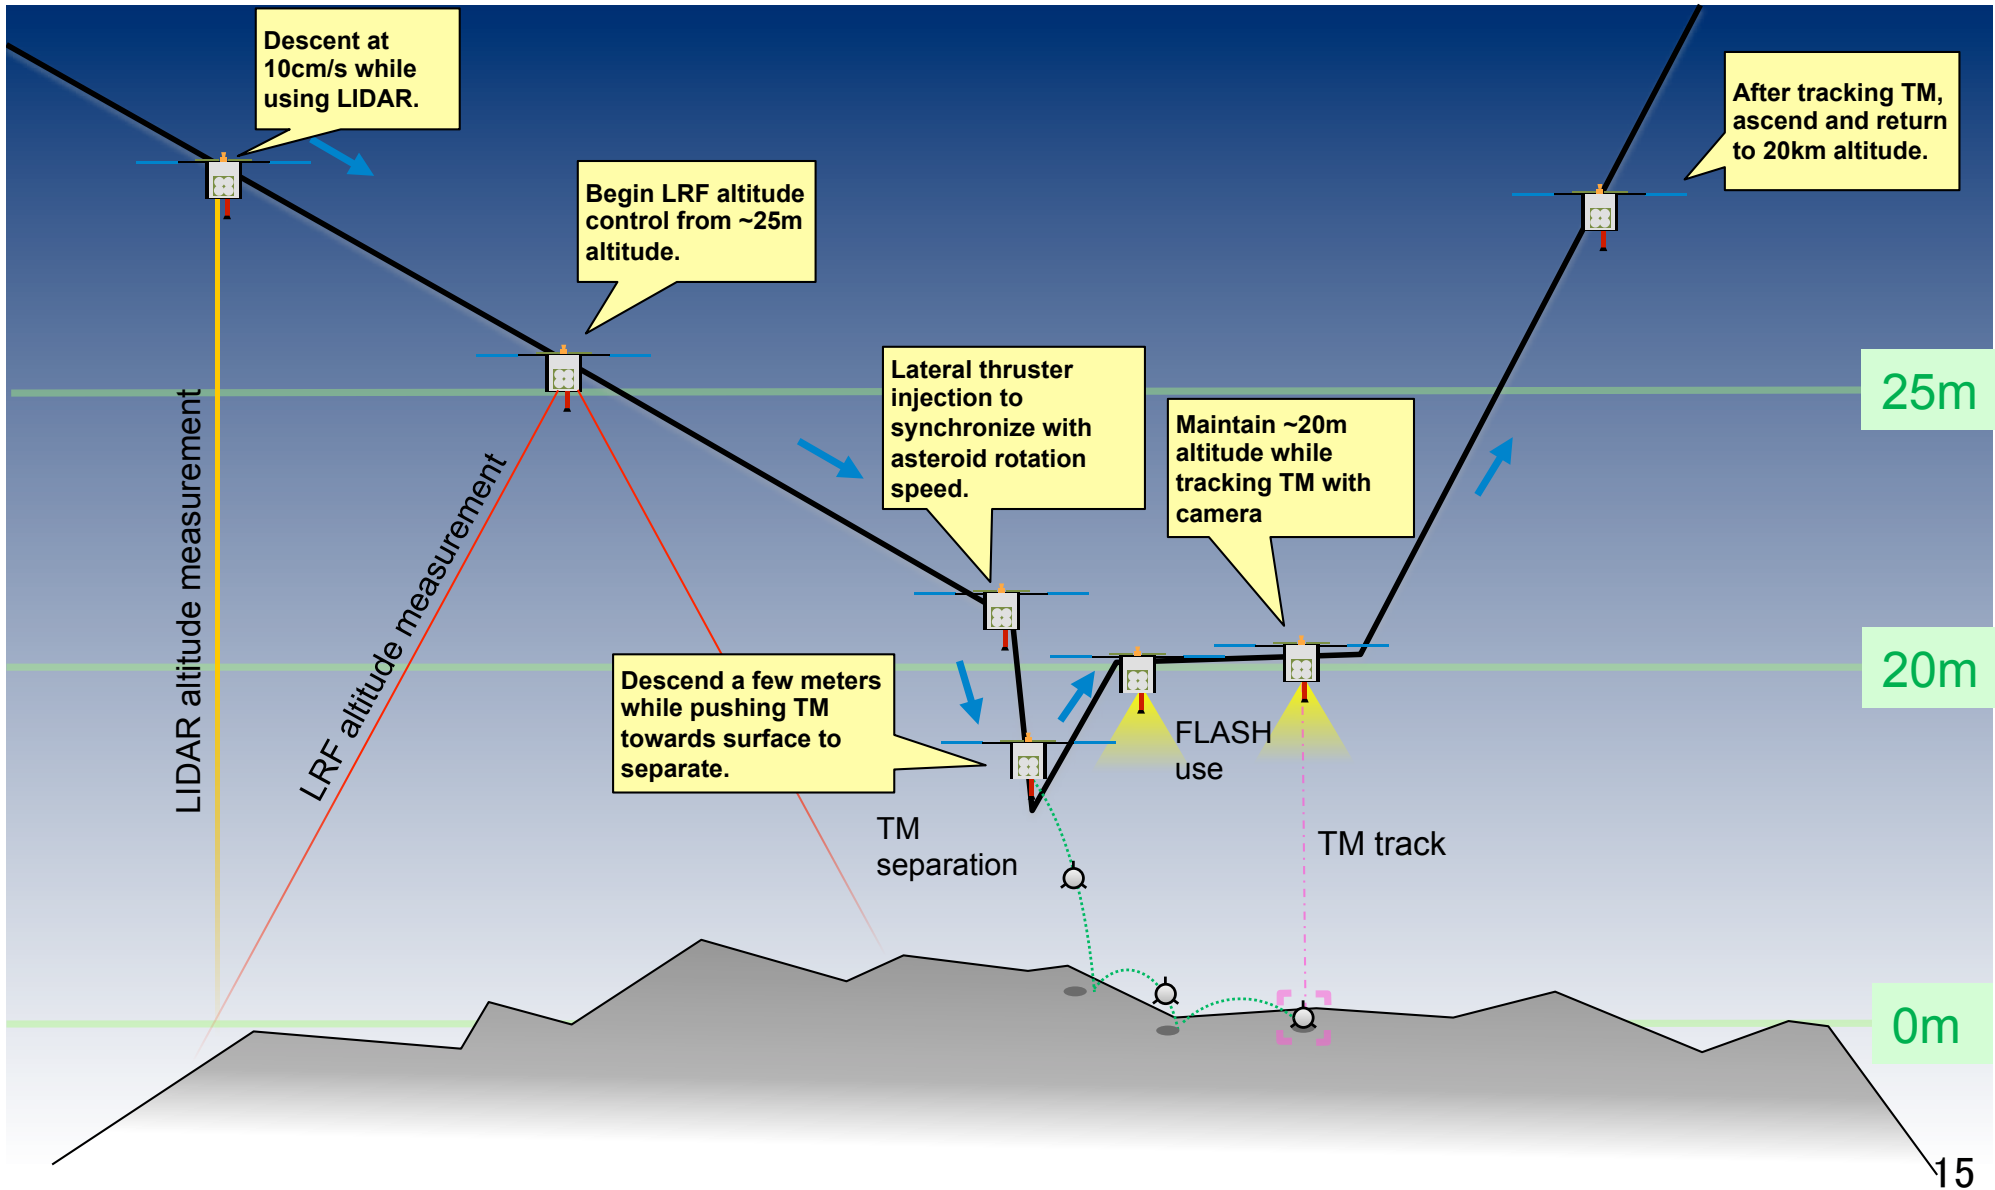 Descent at
10cm/s while
using LIDAR.
After tracking TM,
ascend and return
to 20km altitude.
Begin LRF altitude
control from ~25m
altitude.
Lateral thruster
injection to
synchronize with
asteroid rotation
speed.
25m
Maintain ~20m
altitude while
tracking TM with
camera
LIDAR altitude measurement
LRF altitude measurement
Descend a few meters
while pushing TM
towards surface to
separate.
20m
FLASH
use
TM
separation
TM track
0m
15